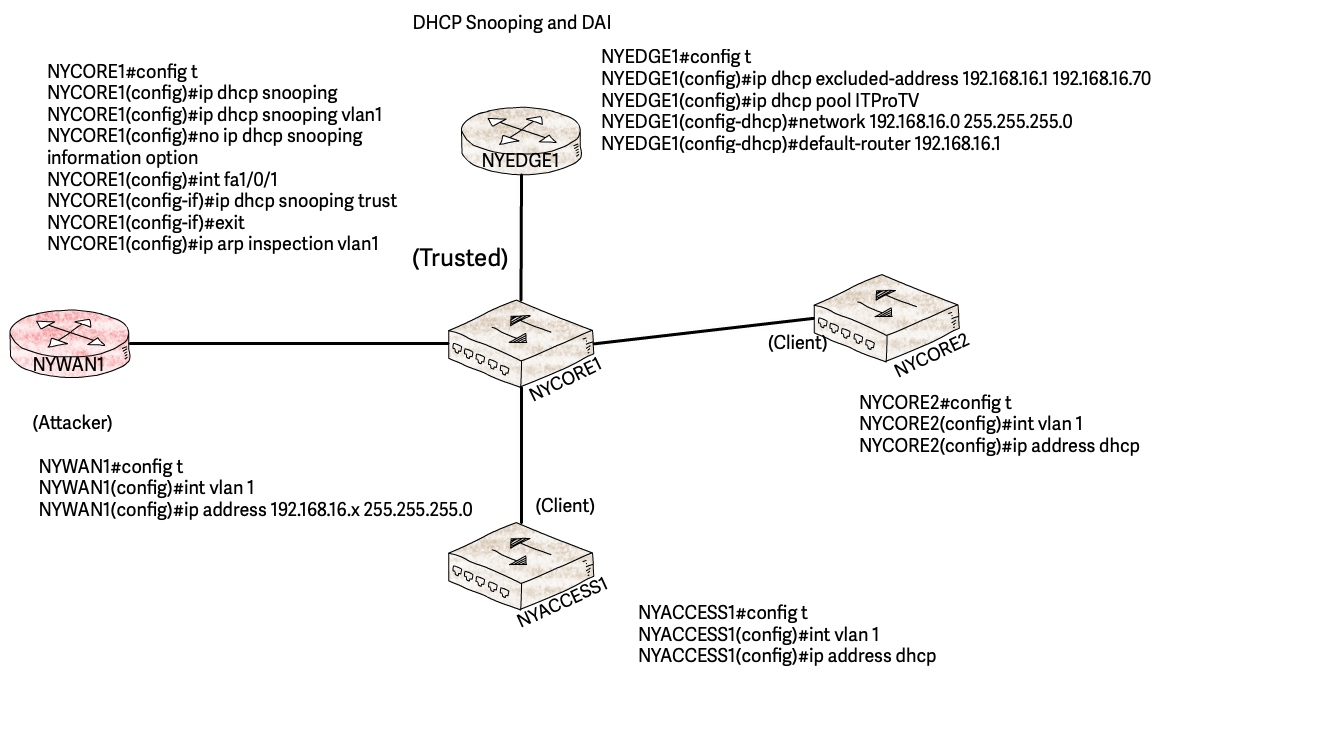 DHCP Snooping and DAI
NYCORE1#config t
NYCORE1(config)#ip dhcp snooping
NYCORE1(config)#ip dhcp snooping vlan1
NYCORE1(config)#no ip dhcp snooping
information option
NYCORE1(config)#int fa1/0/1
NYCORE1(config-if)#ip dhcp snooping trust
NYCORE1(config-if)#exit
NYCORE1(config)#ip arp inspection vlan1
NYEDGE1#config t
NYEDGE1(config)#ip dhcp excluded-address 192.168.16.1 192.168.16.70
NYEDGE1(config)#ip dhcp pool ITProTV
NYEDGE1(config-dhcp)#network 192.168.16.0 255.255.255.0
NYEDGE1(config-dhcp)#default-router 192.168.16.1
NYEDGE1
(Trusted)
NYWAN1
NYCORE1
(Client)
NYCORE2
(Attacker)
NYWAN1#config t
NYWAN1(config)#int vlan 1
NYWAN1(config)#ip address 192.168.16.x 255.255.255.0
NYCORE2#config t
NYCORE2(config)#int vlan 1
NYCORE2(config)#ip address dhcp
(Client)
NYACCESS1
NYACCESS1#config t
NYACCESS1(config)#int vlan 1
NYACCESS1(config)#ip address dhcp